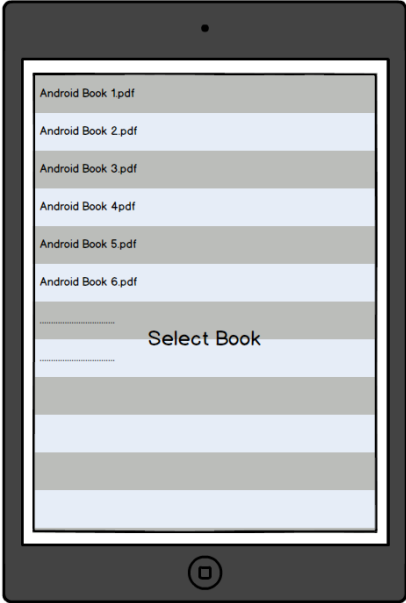 Android Book 1.pdf
Android Book 2.pdf
Android Book 3.pdf
Android Book 4pdf
Android Book 5.pdf
Android Book 6.pdf
................................
Select Book
................................